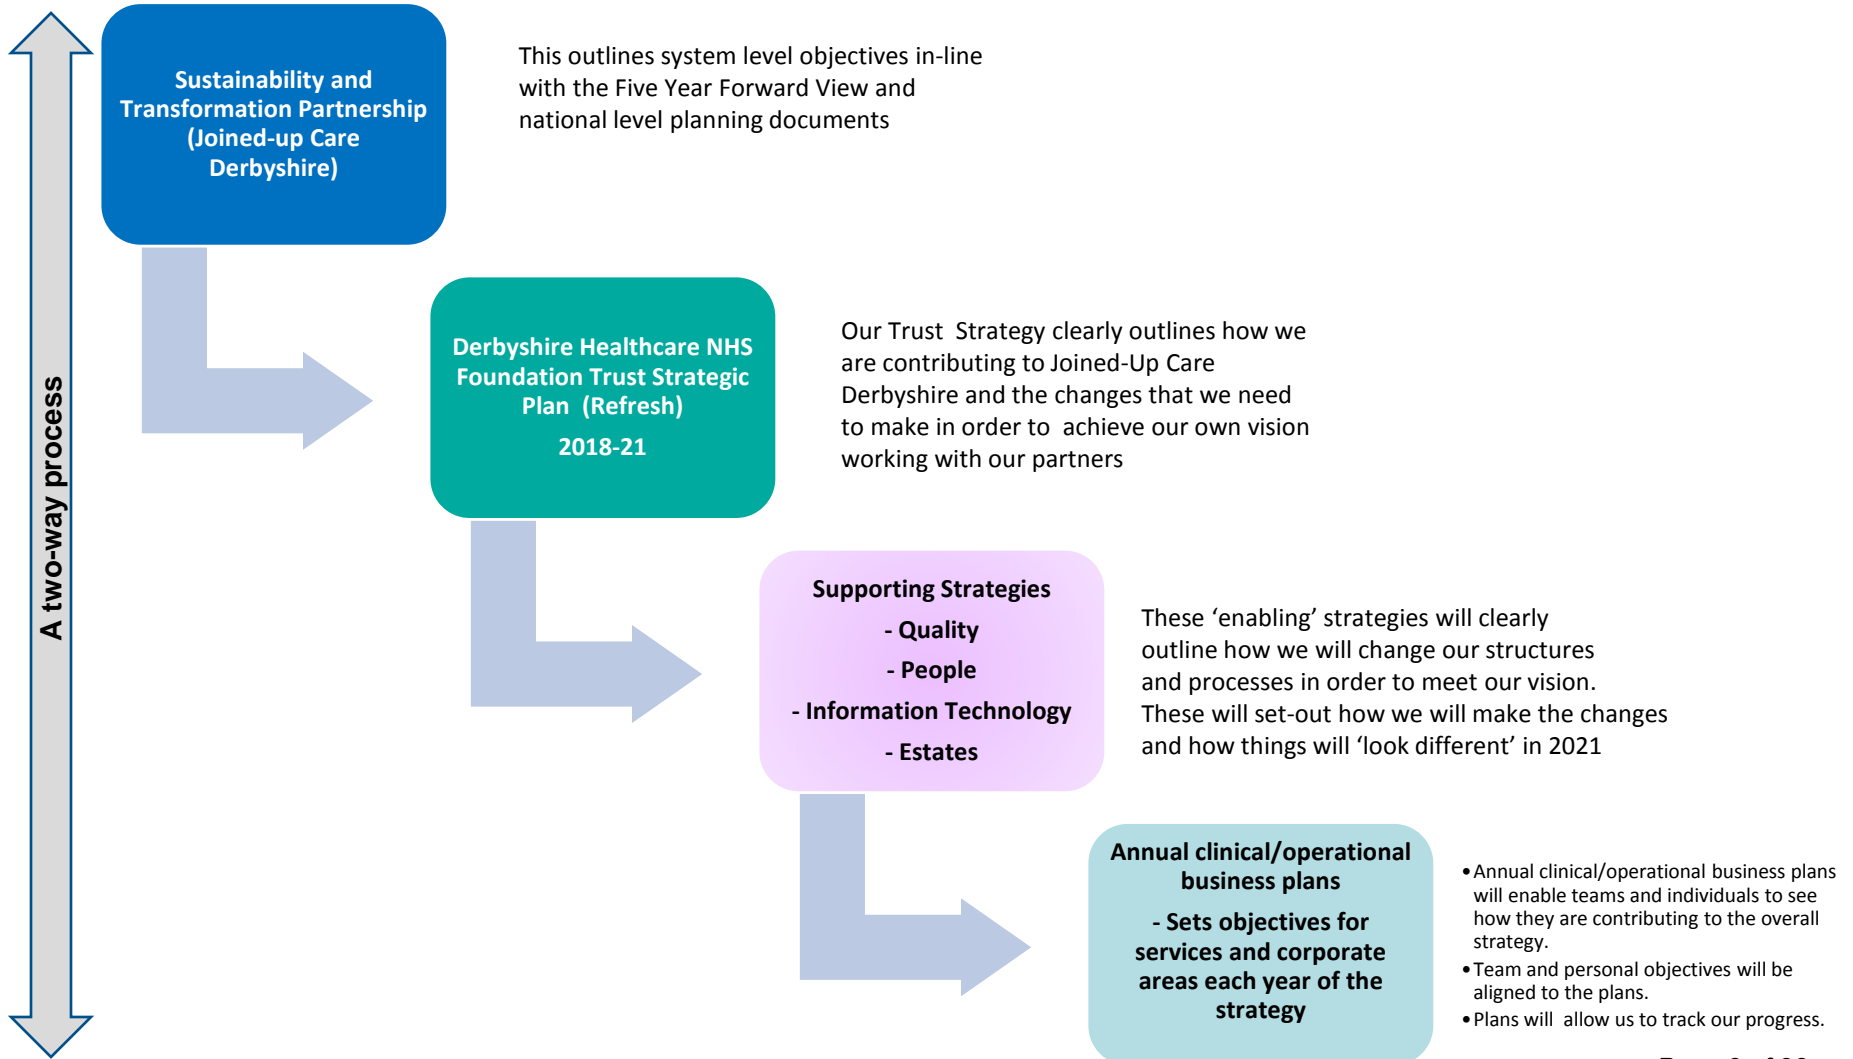 Sustainability and
Transformation Partnership
(Joined-up Care
Derbyshire)
This outlines system level objectives in-line
with the Five Year Forward View and
national level planning documents
A two-way process
Derbyshire Healthcare NHS
Foundation Trust Strategic
Plan (Refresh)
2018-21
Our Trust Strategy clearly outlines how we
are contributing to Joined-Up Care
Derbyshire and the changes that we need
to make in order to achieve our own vision
working with our partners
Supporting Strategies
- Quality
- People
- Information Technology
- Estates
These ‘enabling’ strategies will clearly
outline how we will change our structures
and processes in order to meet our vision.
These will set-out how we will make the changes
and how things will ‘look different’ in 2021
Annual clinical/operational
business plans
- Sets objectives for
services and corporate
areas each year of the
strategy
•Annual clinical/operational business plans
will enable teams and individuals to see
how they are contributing to the overall
strategy.
•Team and personal objectives will be
aligned to the plans.
•Plans will allow us to track our progress.